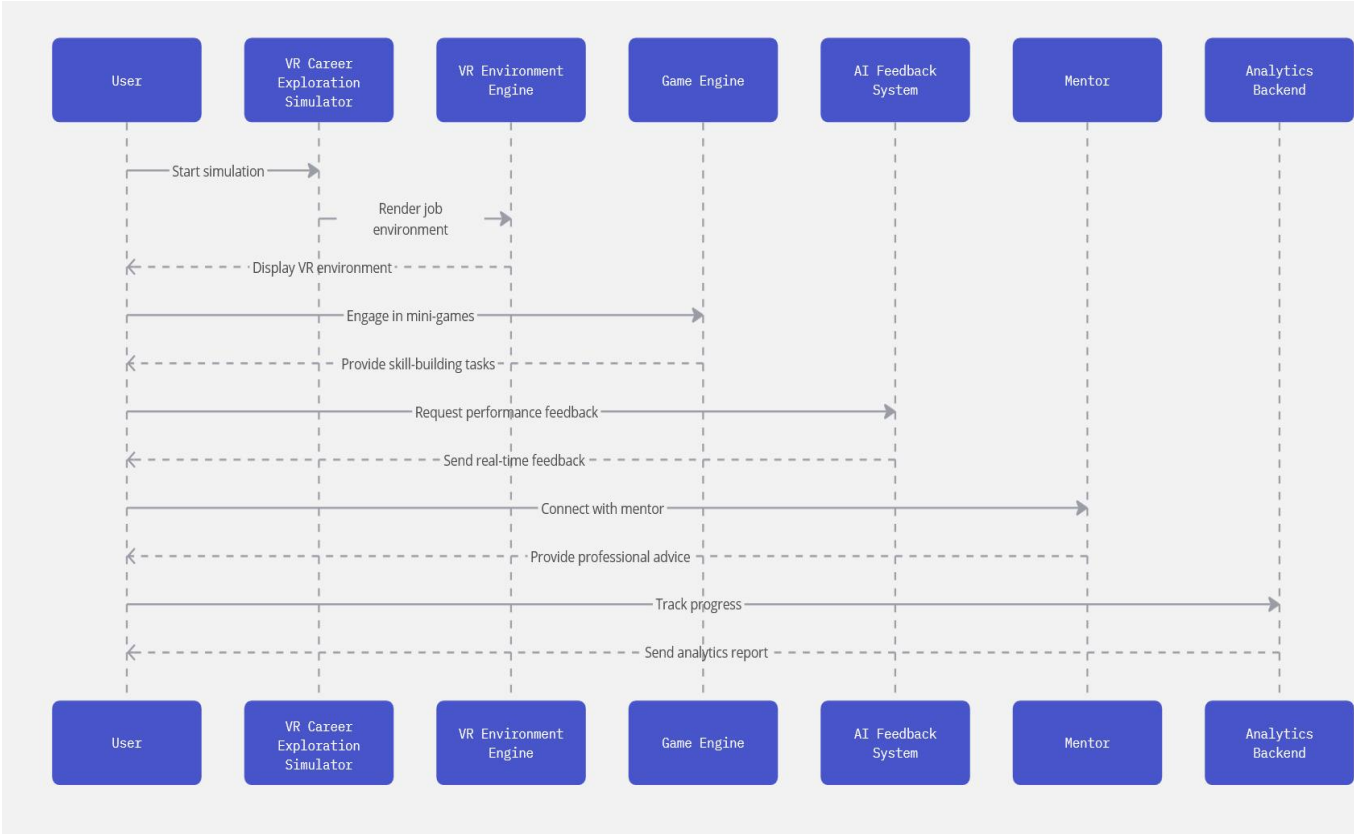 User
VR Career
Exploration
Simulator
VR Environment
Engine
Game Engine
AI Feedback
System
Mentor
Analytics
Backend
Start simulation
Render job
environment
Display VR environment
Engage in mini-games
Provide skill-building tasks
Request performance feedback
Send real-time feedback
Connect with mentor
Provide professional advice
Track progress
Send analytics report
User
VR Career
Exploration
Simulator
VR Environment
Engine
Game Engine
AI Feedback
System
Mentor
Analytics
Backend